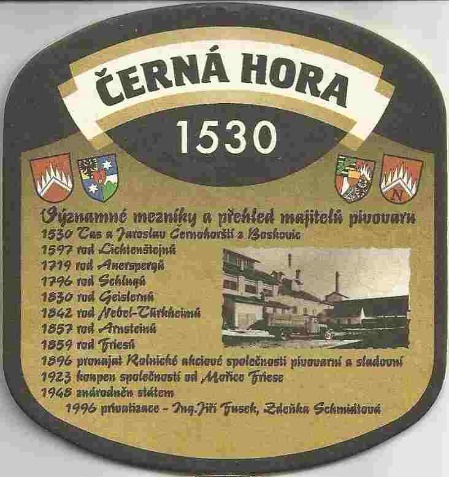 ČERNÁ HORA
1530
Významné mezníky a přehled majitelů pivovaru
1530 Tas a Jaroslav Černohorští z Boskovic
1597 rod Lichtenštejnů
1719 rod Auerspergů
1796 rod Schlugů
1830 rod Geislernů
1842 rod Nebel-Türkheimů
1857 rod Arnsteinů
1859 rod Friesů
1896 pronajat Rolnické akciové společnosti pivovarní a sladovní
1923 koupen společností od Mořice Friese
1948 znárodněn státem
1996 privatizace - Ing. Jiří Fusek, Zdeňka Schmidtová
N